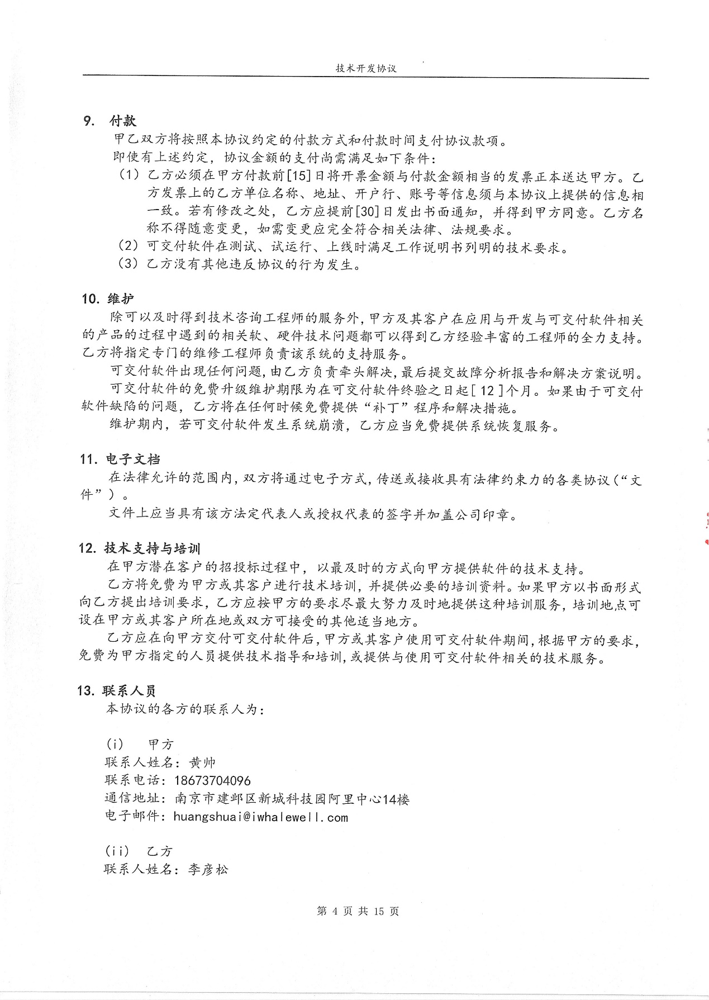 技术开发协议
9. 付款
甲乙双方将按照本协议约定的付款方式和付款时间支付协议款项。
即使有上述约定，协议金额的支付尚需满足如下条件：
（1）乙方必须在甲方付款前[15]日将开票金额与付款金额相当的发票正本送达甲方。乙
方发票上的乙方单位名称、地址、开户行、账号等信息须与本协议上提供的信息相
一致。若有修改之处，乙方应提前[30]日发出书面通知，并得到甲方同意。乙方名
称不得随意变更，如需变更应完全符合相关法律、法规要求。
（2）可交付软件在测试、试运行、上线时满足工作说明书列明的技术要求。
（3）乙方没有其他违反协议的行为发生。
10. 维护
除可以及时得到技术咨询工程师的服务外，甲方及其客户在应用与开发与可交付软件相关
的产品的过程中遇到的相关软、硬件技术问题都可以得到乙方经验丰富的工程师的全力支持。
乙方将指定专门的维修工程师负责该系统的支持服务。
可交付软件出现任何问题，由乙方负责牵头解决，最后提交故障分析报告和解决方案说明。
可交付软件的免费升级维护期限为在可交付软件终验之日起[ 12 ]个月。如果由于可交付
软件缺陷的问题，乙方将在任何时候免费提供“补丁”程序和解决措施。
维护期内，若可交付软件发生系统崩溃，乙方应当免费提供系统恢复服务。
11. 电子文档
在法律允许的范围内，双方将通过电子方式，传送或接收具有法律约束力的各类协议（“文
件”）。
文件上应当具有该方法定代表人或授权代表的签字并加盖公司印章。
12. 技术支持与培训
在甲方潜在客户的招投标过程中，以最及时的方式向甲方提供软件的技术支持。
乙方将免费为甲方或其客户进行技术培训，并提供必要的培训资料。如果甲方以书面形式
向乙方提出培训要求，乙方应按甲方的要求尽最大努力及时地提供这种培训服务，培训地点可
设在甲方或其客户所在地或双方可接受的其他适当地方。
乙方应在向甲方交付可交付软件后，甲方或其客户使用可交付软件期间，根据甲方的要求，
免费为甲方指定的人员提供技术指导和培训，或提供与使用可交付软件相关的技术服务。
13. 联系人员
本协议的各方的联系人为：
(i) 甲方
联系人姓名：黄帅
联系电话：18673704096
通信地址：南京市建邺区新城科技园阿里中心14楼
电子邮件：huangshuai@iwhalewell.com
(ii) 乙方
联系人姓名：李彦松
第 4 页 共 15 页